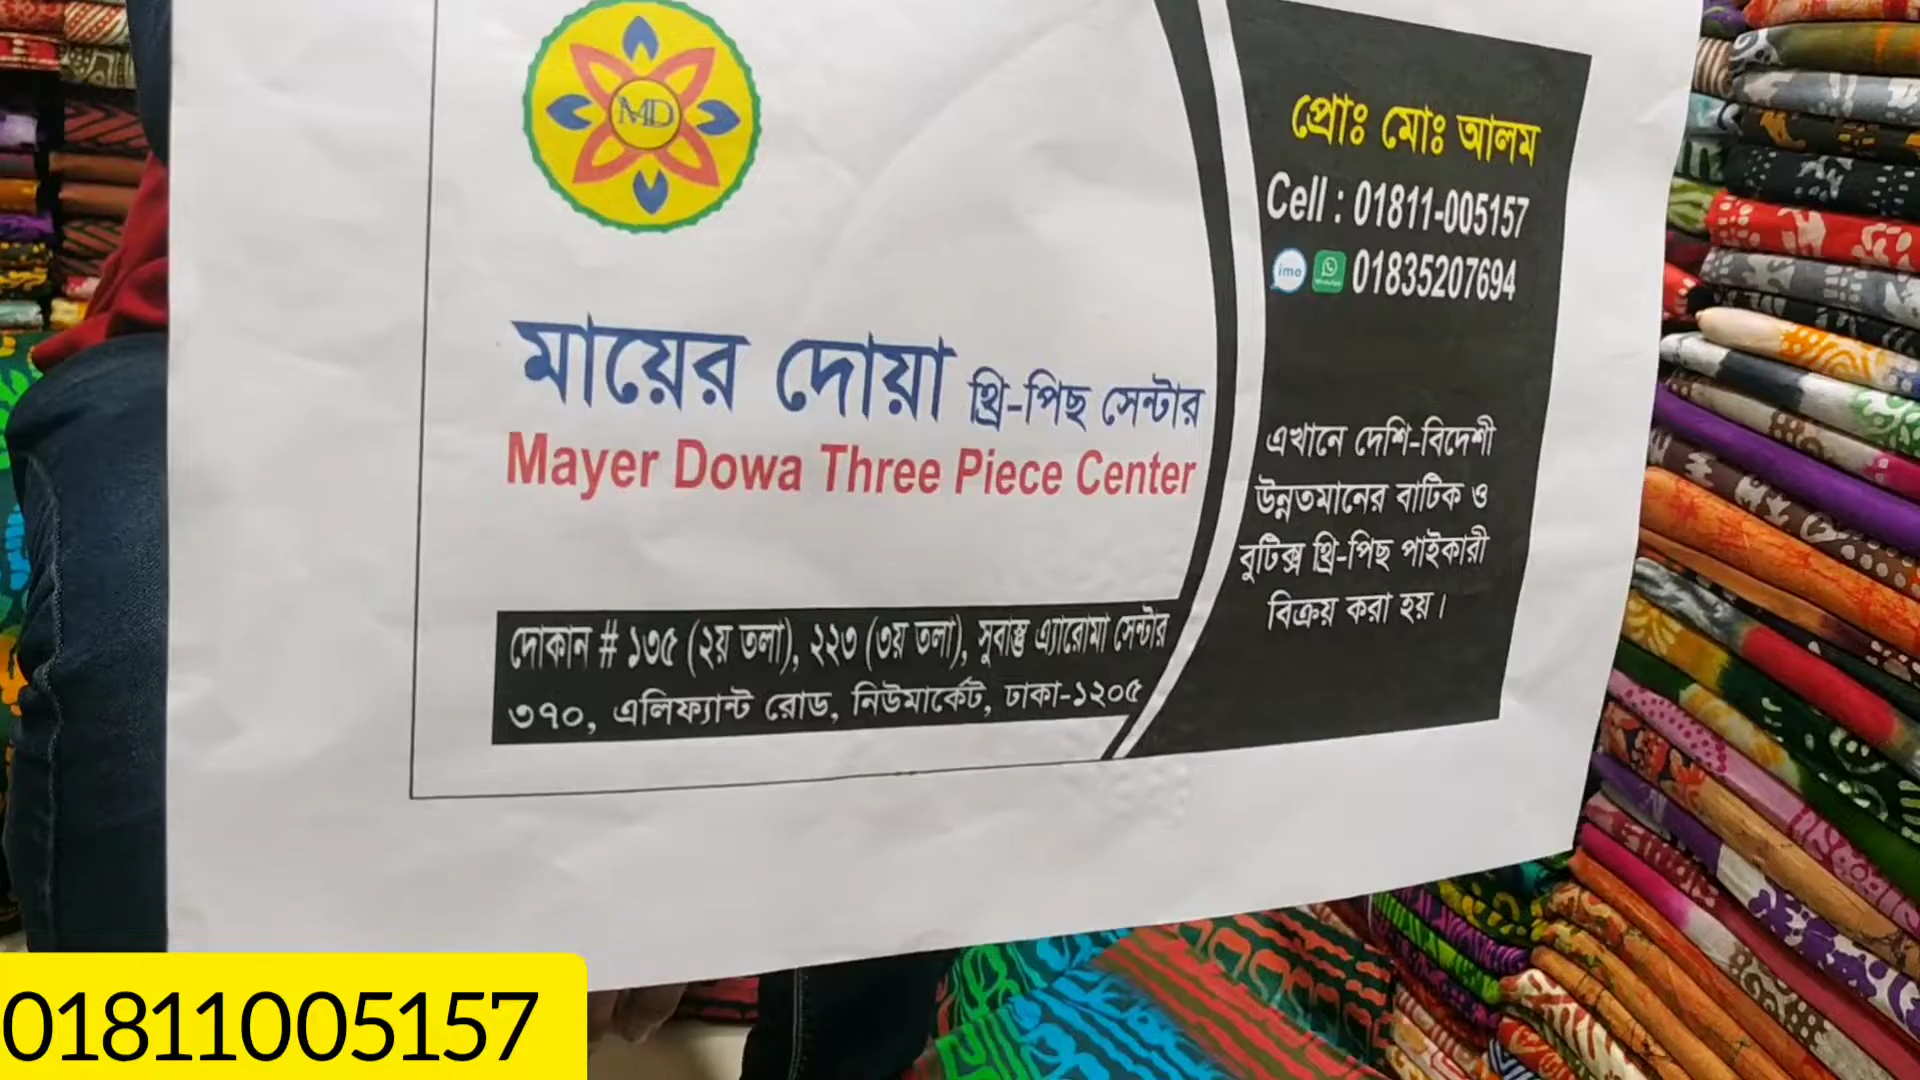 MD
মায়ের দোয়া থ্রি-পিছ সেন্টার
Mayer Dowa Three Piece Center
দোকান # ১৩৫ (২য় তলা), ২২৩ (৩য় তলা), সুবাস্তু এ্যারোমা সেন্টার
৩৭০, এলিফ্যান্ট রোড, নিউমার্কেট, ঢাকা-১২০৫
প্রোঃ মোঃ আলম
Cell : 01811-005157
imo WhatsApp 01835207694
এখানে দেশি-বিদেশী
উন্নতমানের বাটিক ও
বুটিক্স থ্রি-পিছ পাইকারী
বিক্রয় করা হয়।
01811005157